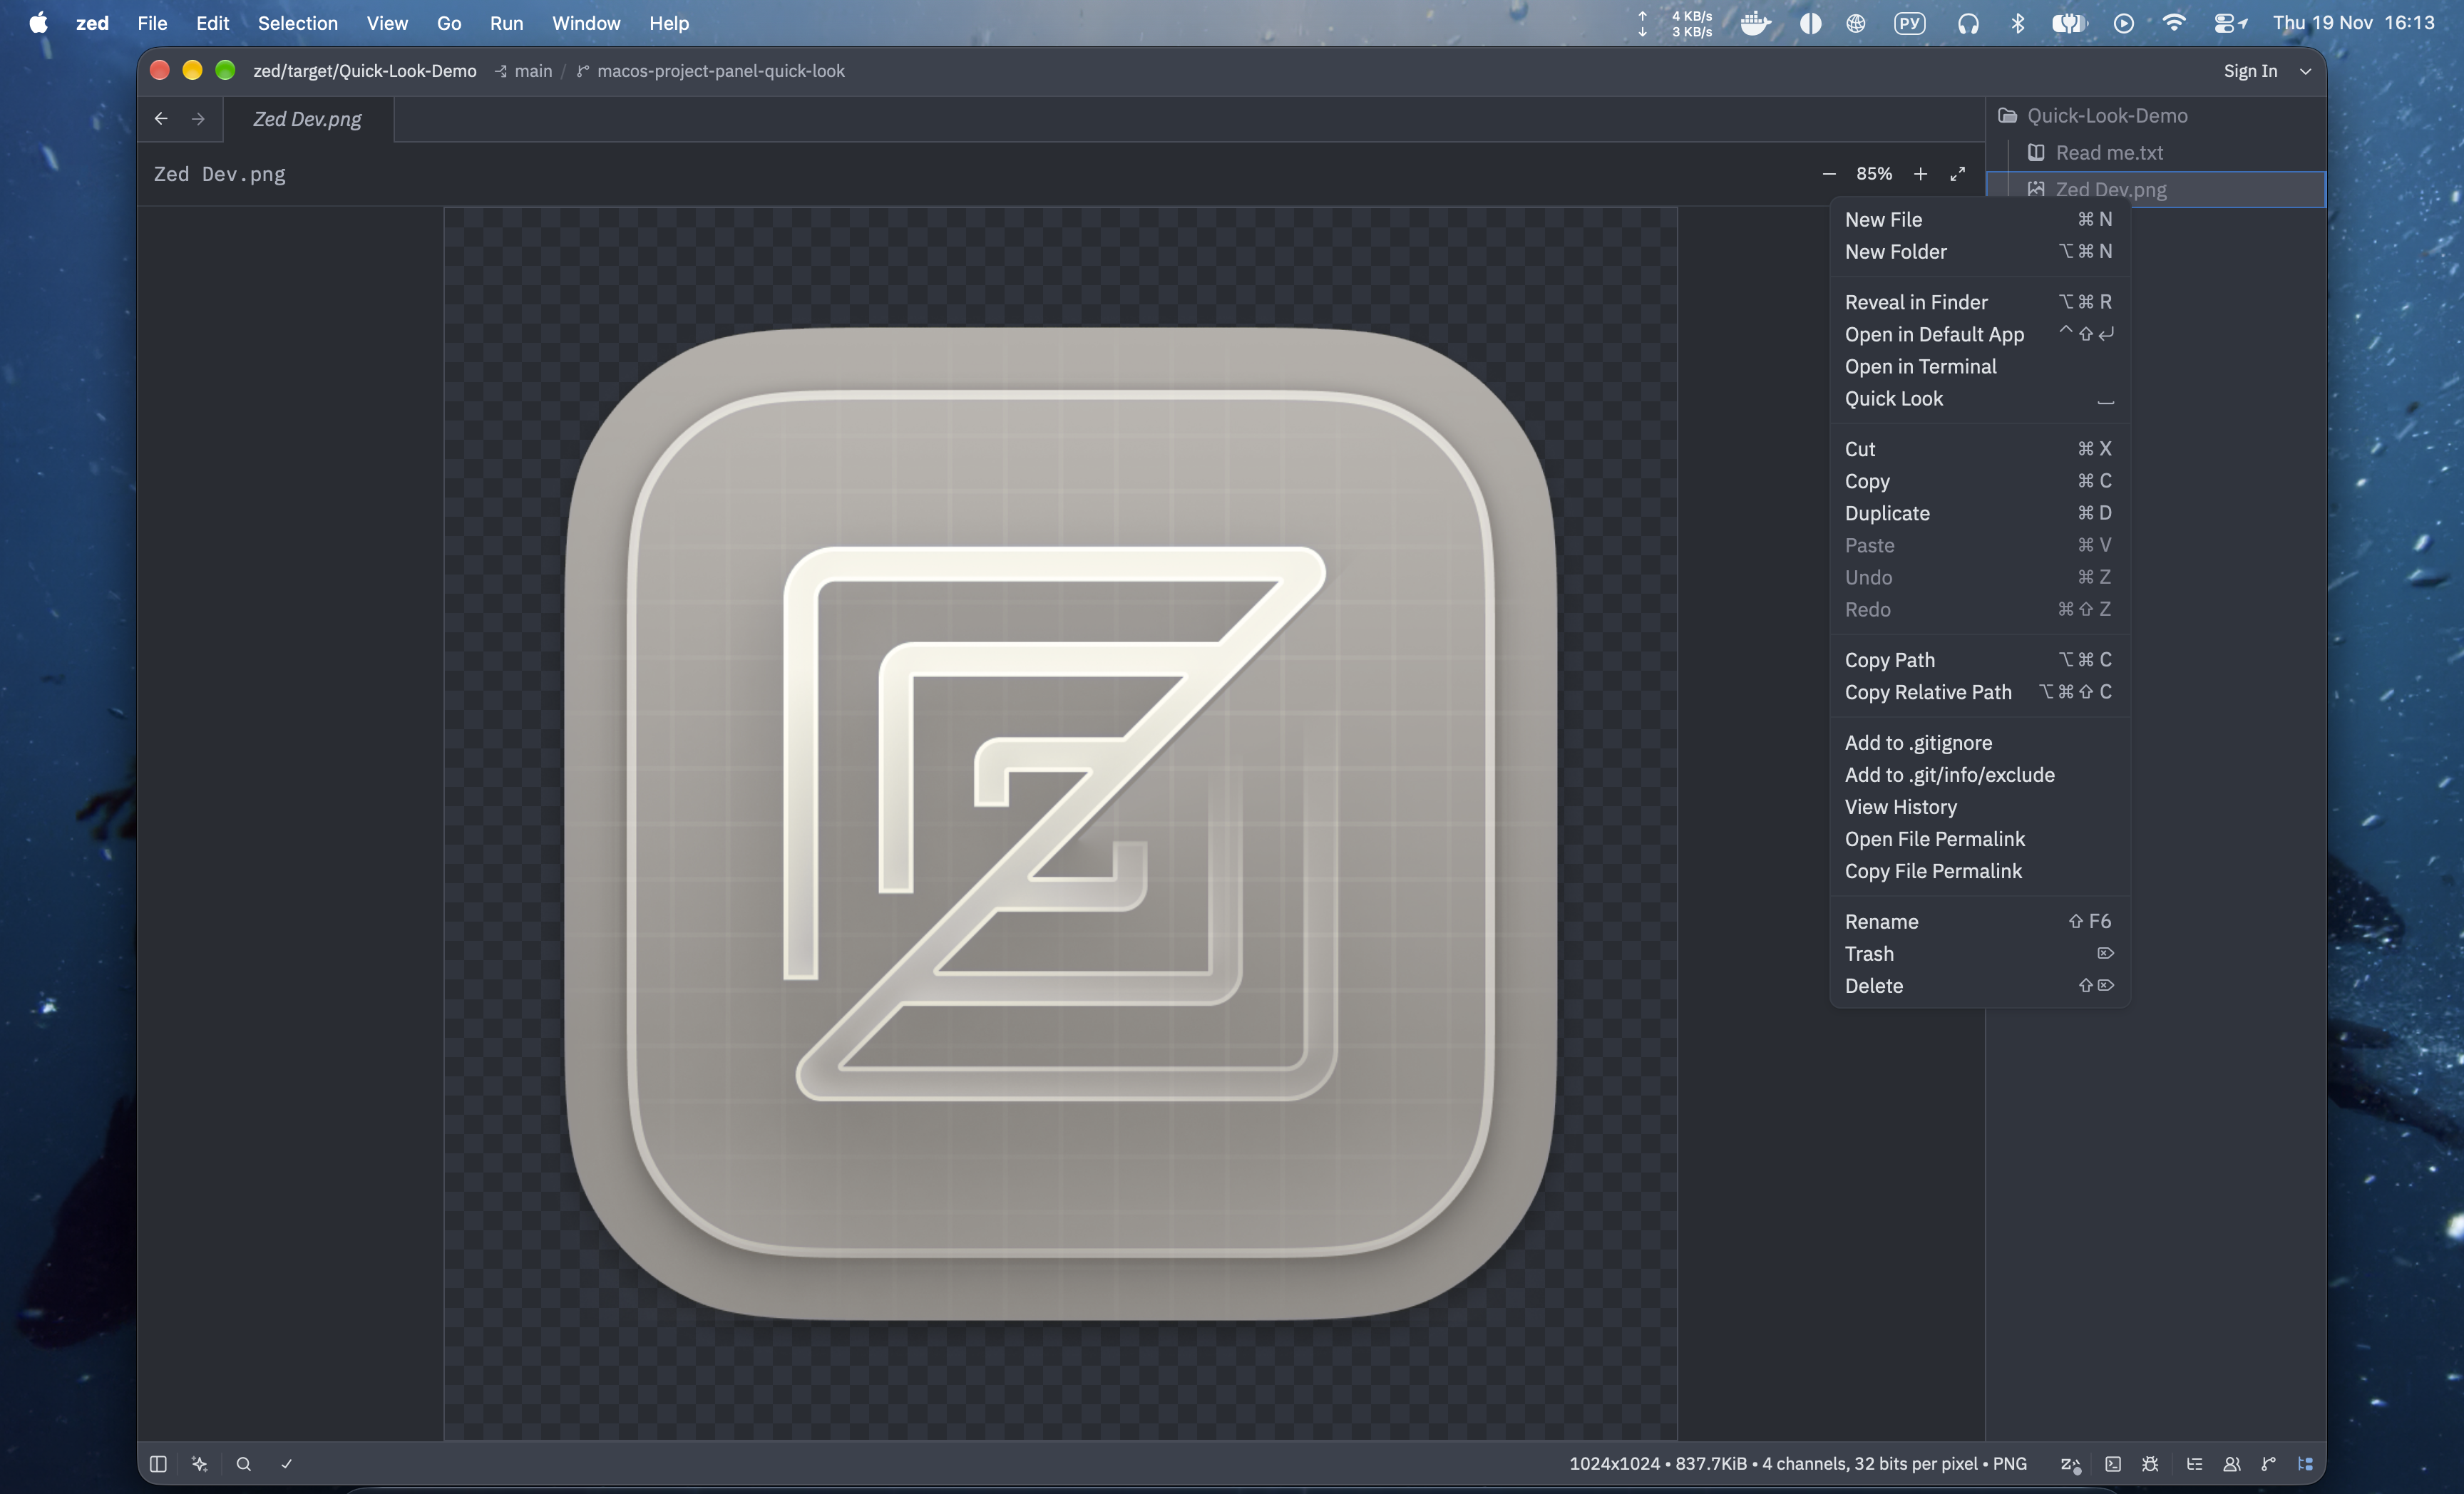 zed File Edit Selection View Go Run Window Help
4 KB/s
3 KB/s
РУ
Thu 19 Nov 16:13
zed/target/Quick-Look-Demo main / macos-project-panel-quick-look
Sign In
Zed Dev.png
Zed Dev.png
85%
Quick-Look-Demo
Read me.txt
Zed Dev.png
New File ⌘ N
New Folder ⌥ ⌘ N
Reveal in Finder ⌥ ⌘ R
Open in Default App ⌃ ⇧ ↩
Open in Terminal
Quick Look ⎵
Cut ⌘ X
Copy ⌘ C
Duplicate ⌘ D
Paste ⌘ V
Undo ⌘ Z
Redo ⌘ ⇧ Z
Copy Path ⌥ ⌘ C
Copy Relative Path ⌥ ⌘ ⇧ C
Add to .gitignore
Add to .git/info/exclude
View History
Open File Permalink
Copy File Permalink
Rename ⇧ F6
Trash ⌦
Delete ⇧ ⌦
1024x1024 • 837.7KiB • 4 channels, 32 bits per pixel • PNG